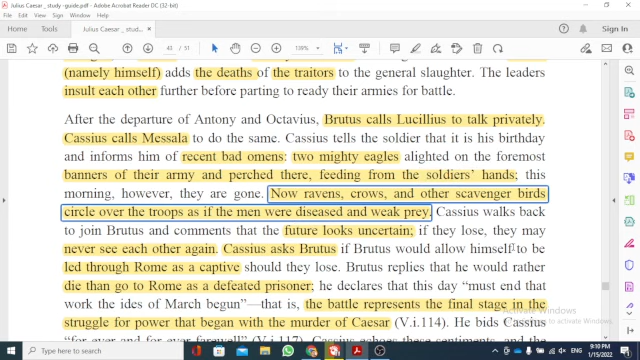 Julius Caesar _ study -guide.pdf - Adobe Acrobat Reader DC (32-bit)
File Edit View Sign Window Help
Home Tools Julius Caesar _ stud... × Sign In
43 / 51
(namely himself) adds the deaths of the traitors to the general slaughter. The leaders
insult each other further before parting to ready their armies for battle.
After the departure of Antony and Octavius, Brutus calls Lucillius to talk privately.
Cassius calls Messala to do the same. Cassius tells the soldier that it is his birthday
and informs him of recent bad omens: two mighty eagles alighted on the foremost
banners of their army and perched there, feeding from the soldiers' hands; this
morning, however, they are gone. Now ravens, crows, and other scavenger birds
circle over the troops as if the men were diseased and weak prey. Cassius walks back
to join Brutus and comments that the future looks uncertain; if they lose, they may
never see each other again. Cassius asks Brutus if Brutus would allow himself to be
led through Rome as a captive should they lose. Brutus replies that he would rather
die than go to Rome as a defeated prisoner; he declares that this day “must end that
work the ides of March begun”—that is, the battle represents the final stage in the
struggle for power that began with the murder of Caesar (V.i.114). He bids Cassius
Activate Windows
Type here to search
9:10 PM
1/15/2022